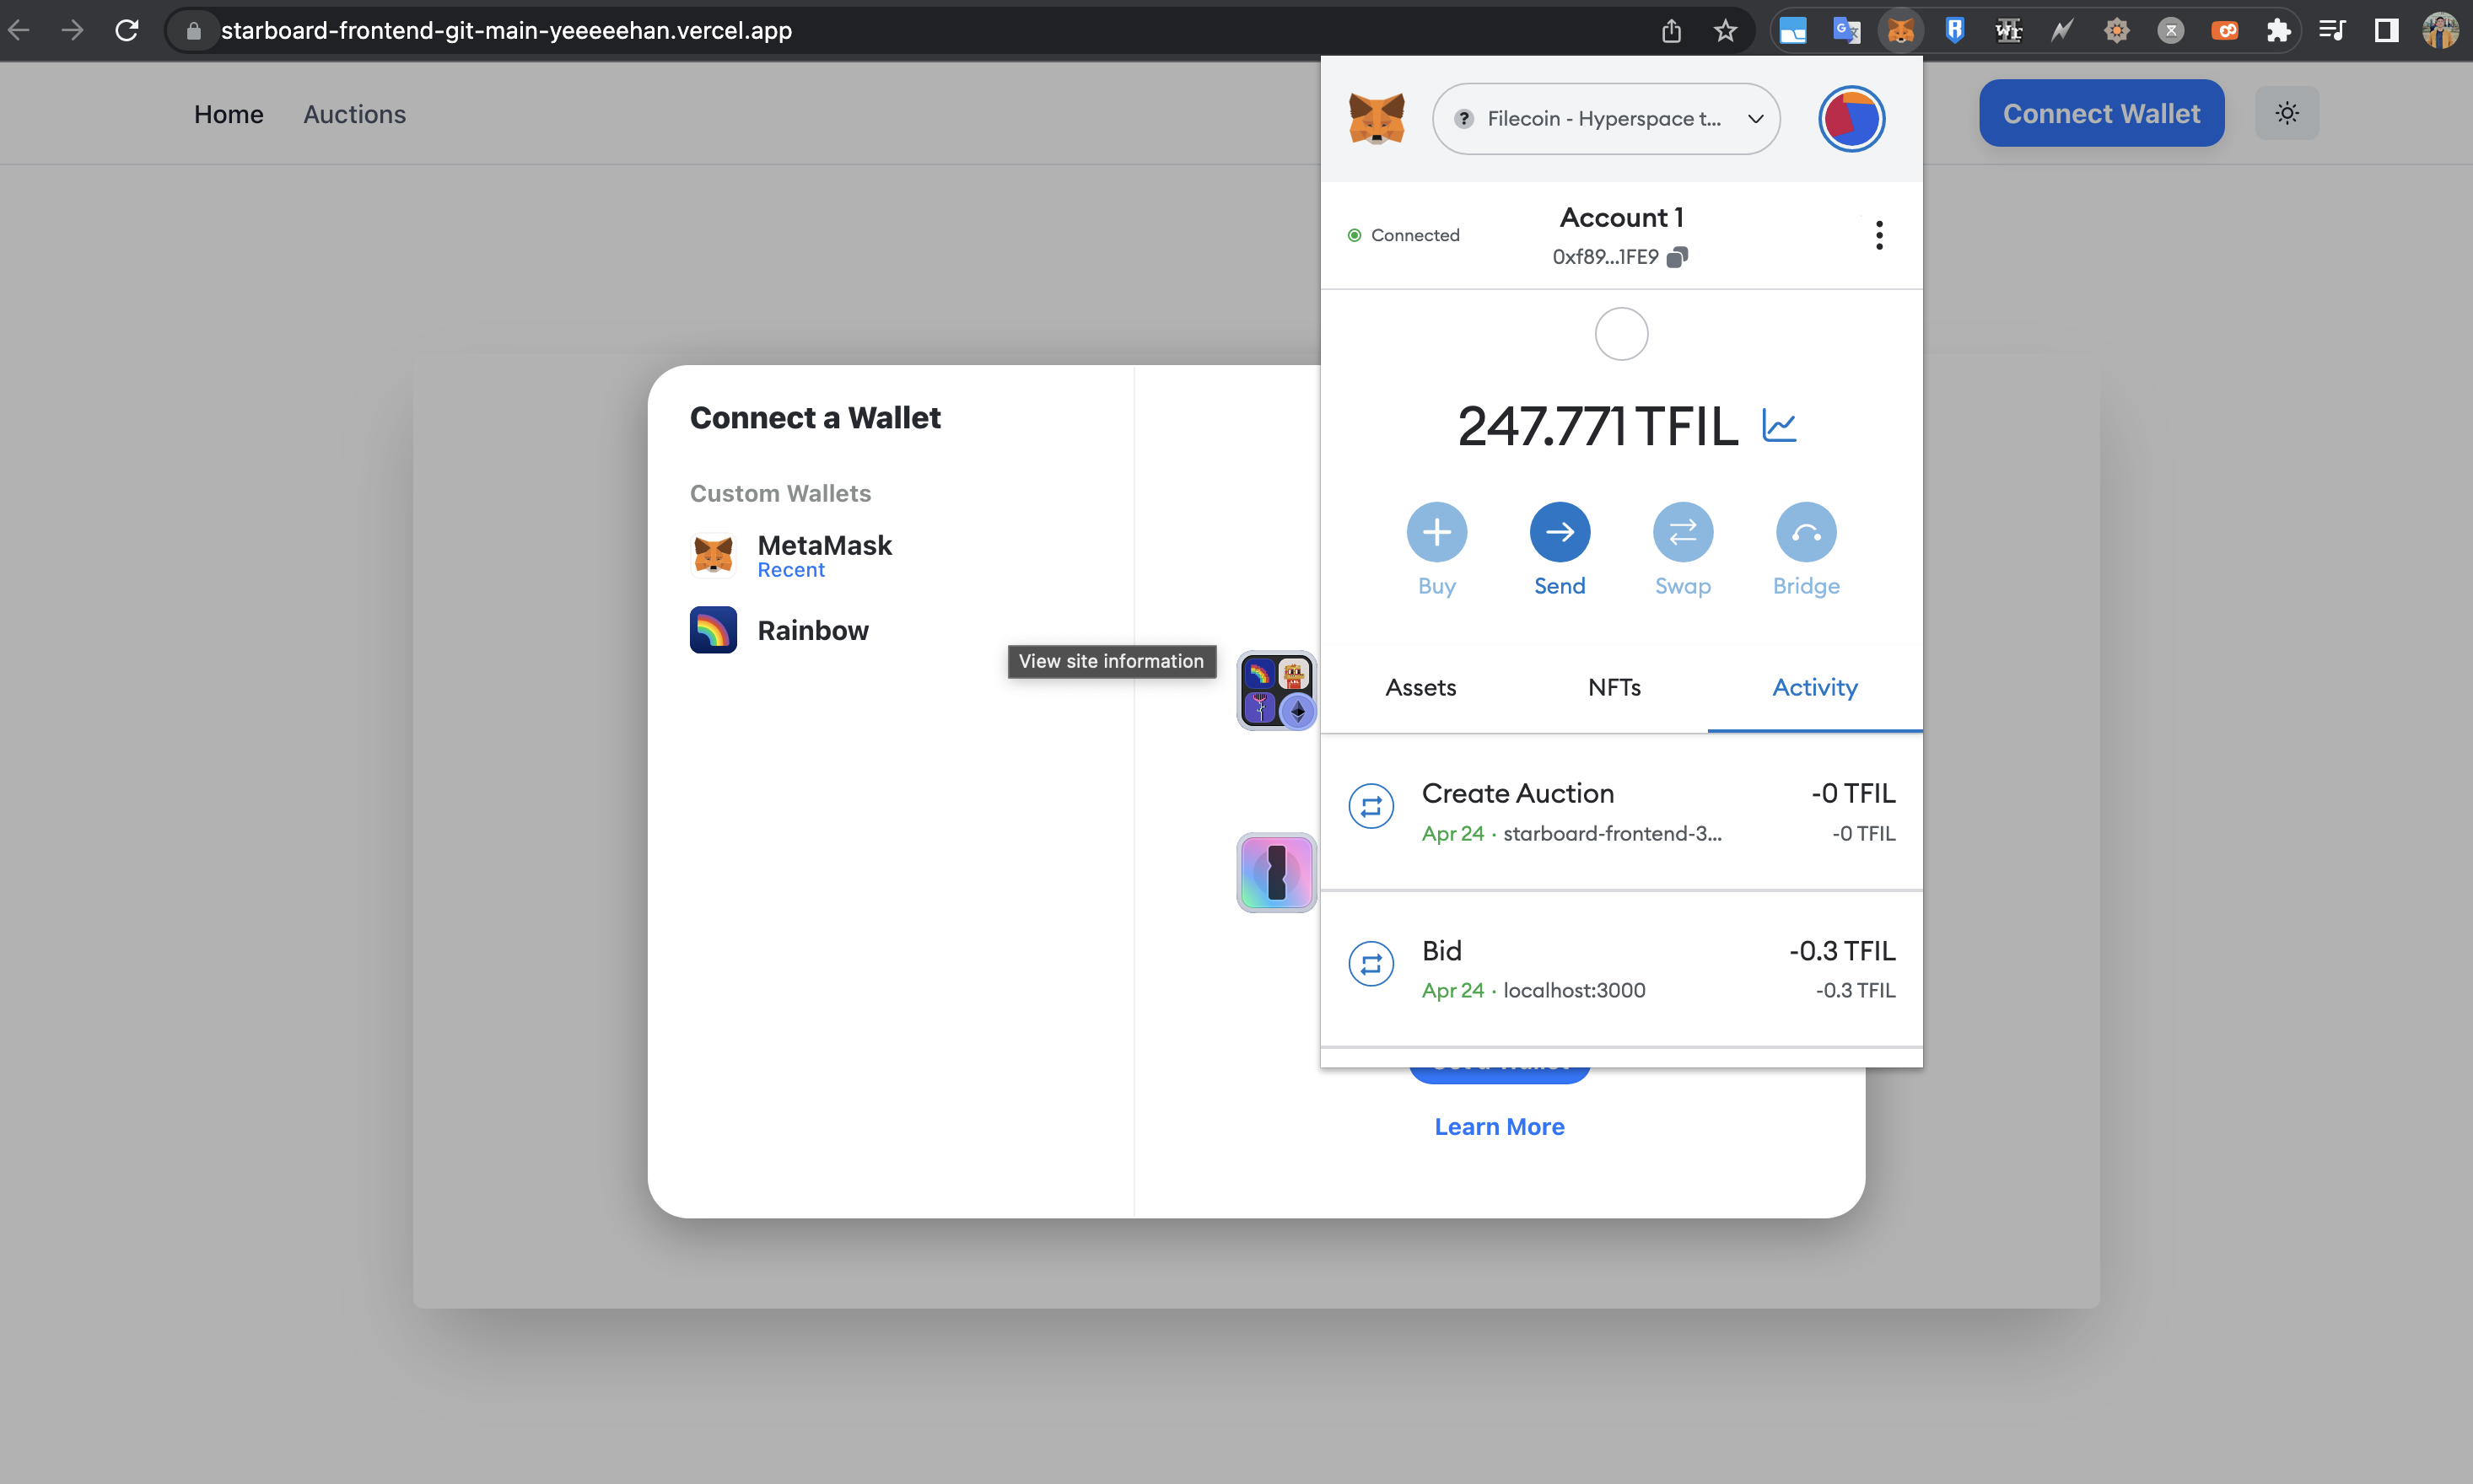 starboard-frontend-git-main-yeeeeehan.vercel.app
Home
Auctions
Connect Wallet
Filecoin - Hyperspace t...
Connected
Account 1
0xf89...1FE9
247.771 TFIL
Buy
Send
Swap
Bridge
Assets
NFTs
Activity
Create Auction
-0 TFIL
Apr 24 · starboard-frontend-3...
-0 TFIL
Bid
-0.3 TFIL
Apr 24 · localhost:3000
-0.3 TFIL
Connect a Wallet
Custom Wallets
MetaMask
Recent
Rainbow
View site information
Learn More